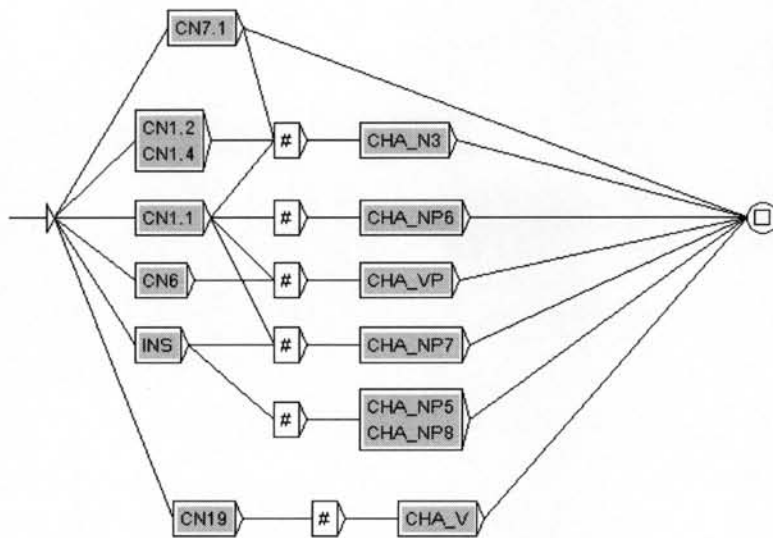 CN7.1
CN1.2 # CHA_N3
CN1.4
CN1.1 # CHA_NP6
CN6 # CHA_VP
INS # CHA_NP7
# CHA_NP5
CHA_NP8
CN19 # CHA_V